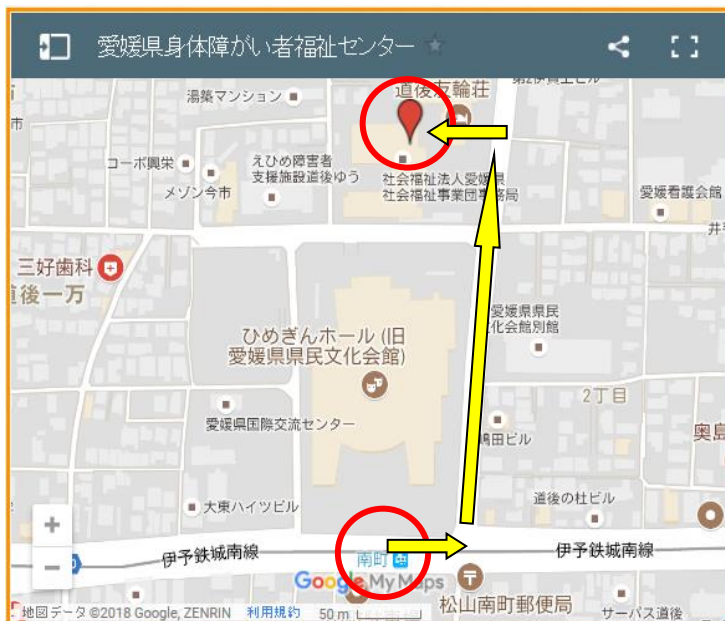 愛媛県身体障がい者福祉センター
湯築マンション
道後友輪荘
コーポ興栄
メゾン今市
えひめ障害者
支援施設道後ゆう
社会福祉法人愛媛県
社会福祉事業団事務局
愛媛看護会館
三好歯科
道後一万
ひめぎんホール (旧
愛媛県県民文化会館)
愛媛県県民
文化会館別館
2丁目
愛媛県国際交流センター
嶋田ビル
奥島
大東ハイツビル
道後の杜ビル
+
−
伊予鉄城南線
南町
伊予鉄城南線
Google My Maps
松山南町郵便局
地図データ ©2018 Google, ZENRIN
利用規約
50 m
サーパス道後